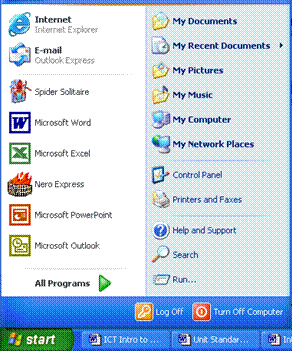 Internet
Internet Explorer
E-mail
Outlook Express
Spider Solitaire
Microsoft Word
Microsoft Excel
Nero Express
Microsoft PowerPoint
Microsoft Outlook
All Programs
My Documents
My Recent Documents
My Pictures
My Music
My Computer
My Network Places
Control Panel
Printers and Faxes
Help and Support
Search
Run...
Log Off
Turn Off Computer
start
ICT Intro to ...
Unit Standar...